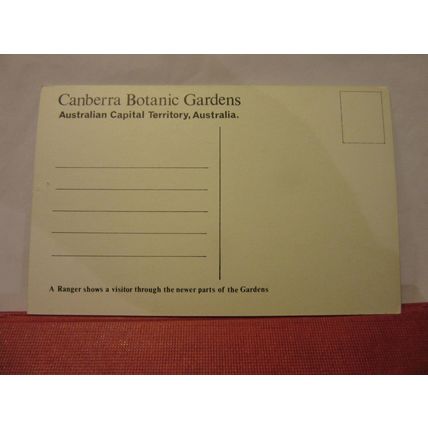 Canberra Botanic Gardens
Australian Capital Territory, Australia.
A Ranger shows a visitor through the newer parts of the Gardens